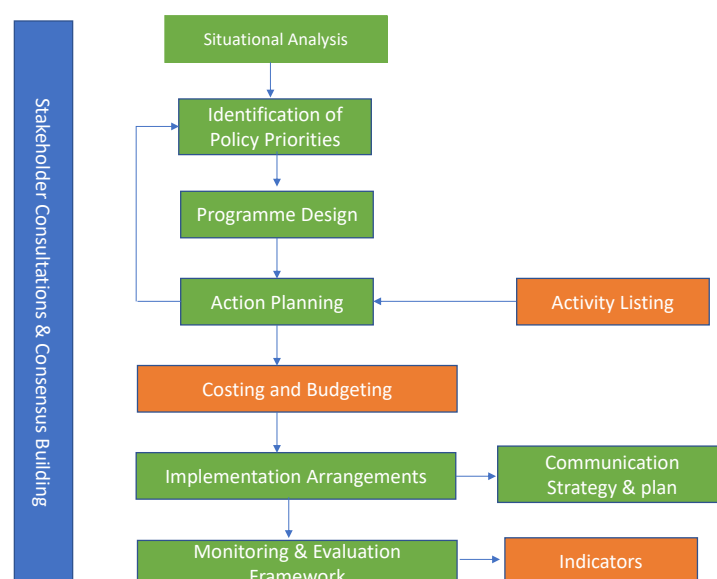 Stakeholder Consultations & Consensus Building
Situational Analysis
Identification of
Policy Priorities
Programme Design
Action Planning
Activity Listing
Costing and Budgeting
Implementation Arrangements
Communication
Strategy & plan
Monitoring & Evaluation
Framework
Indicators